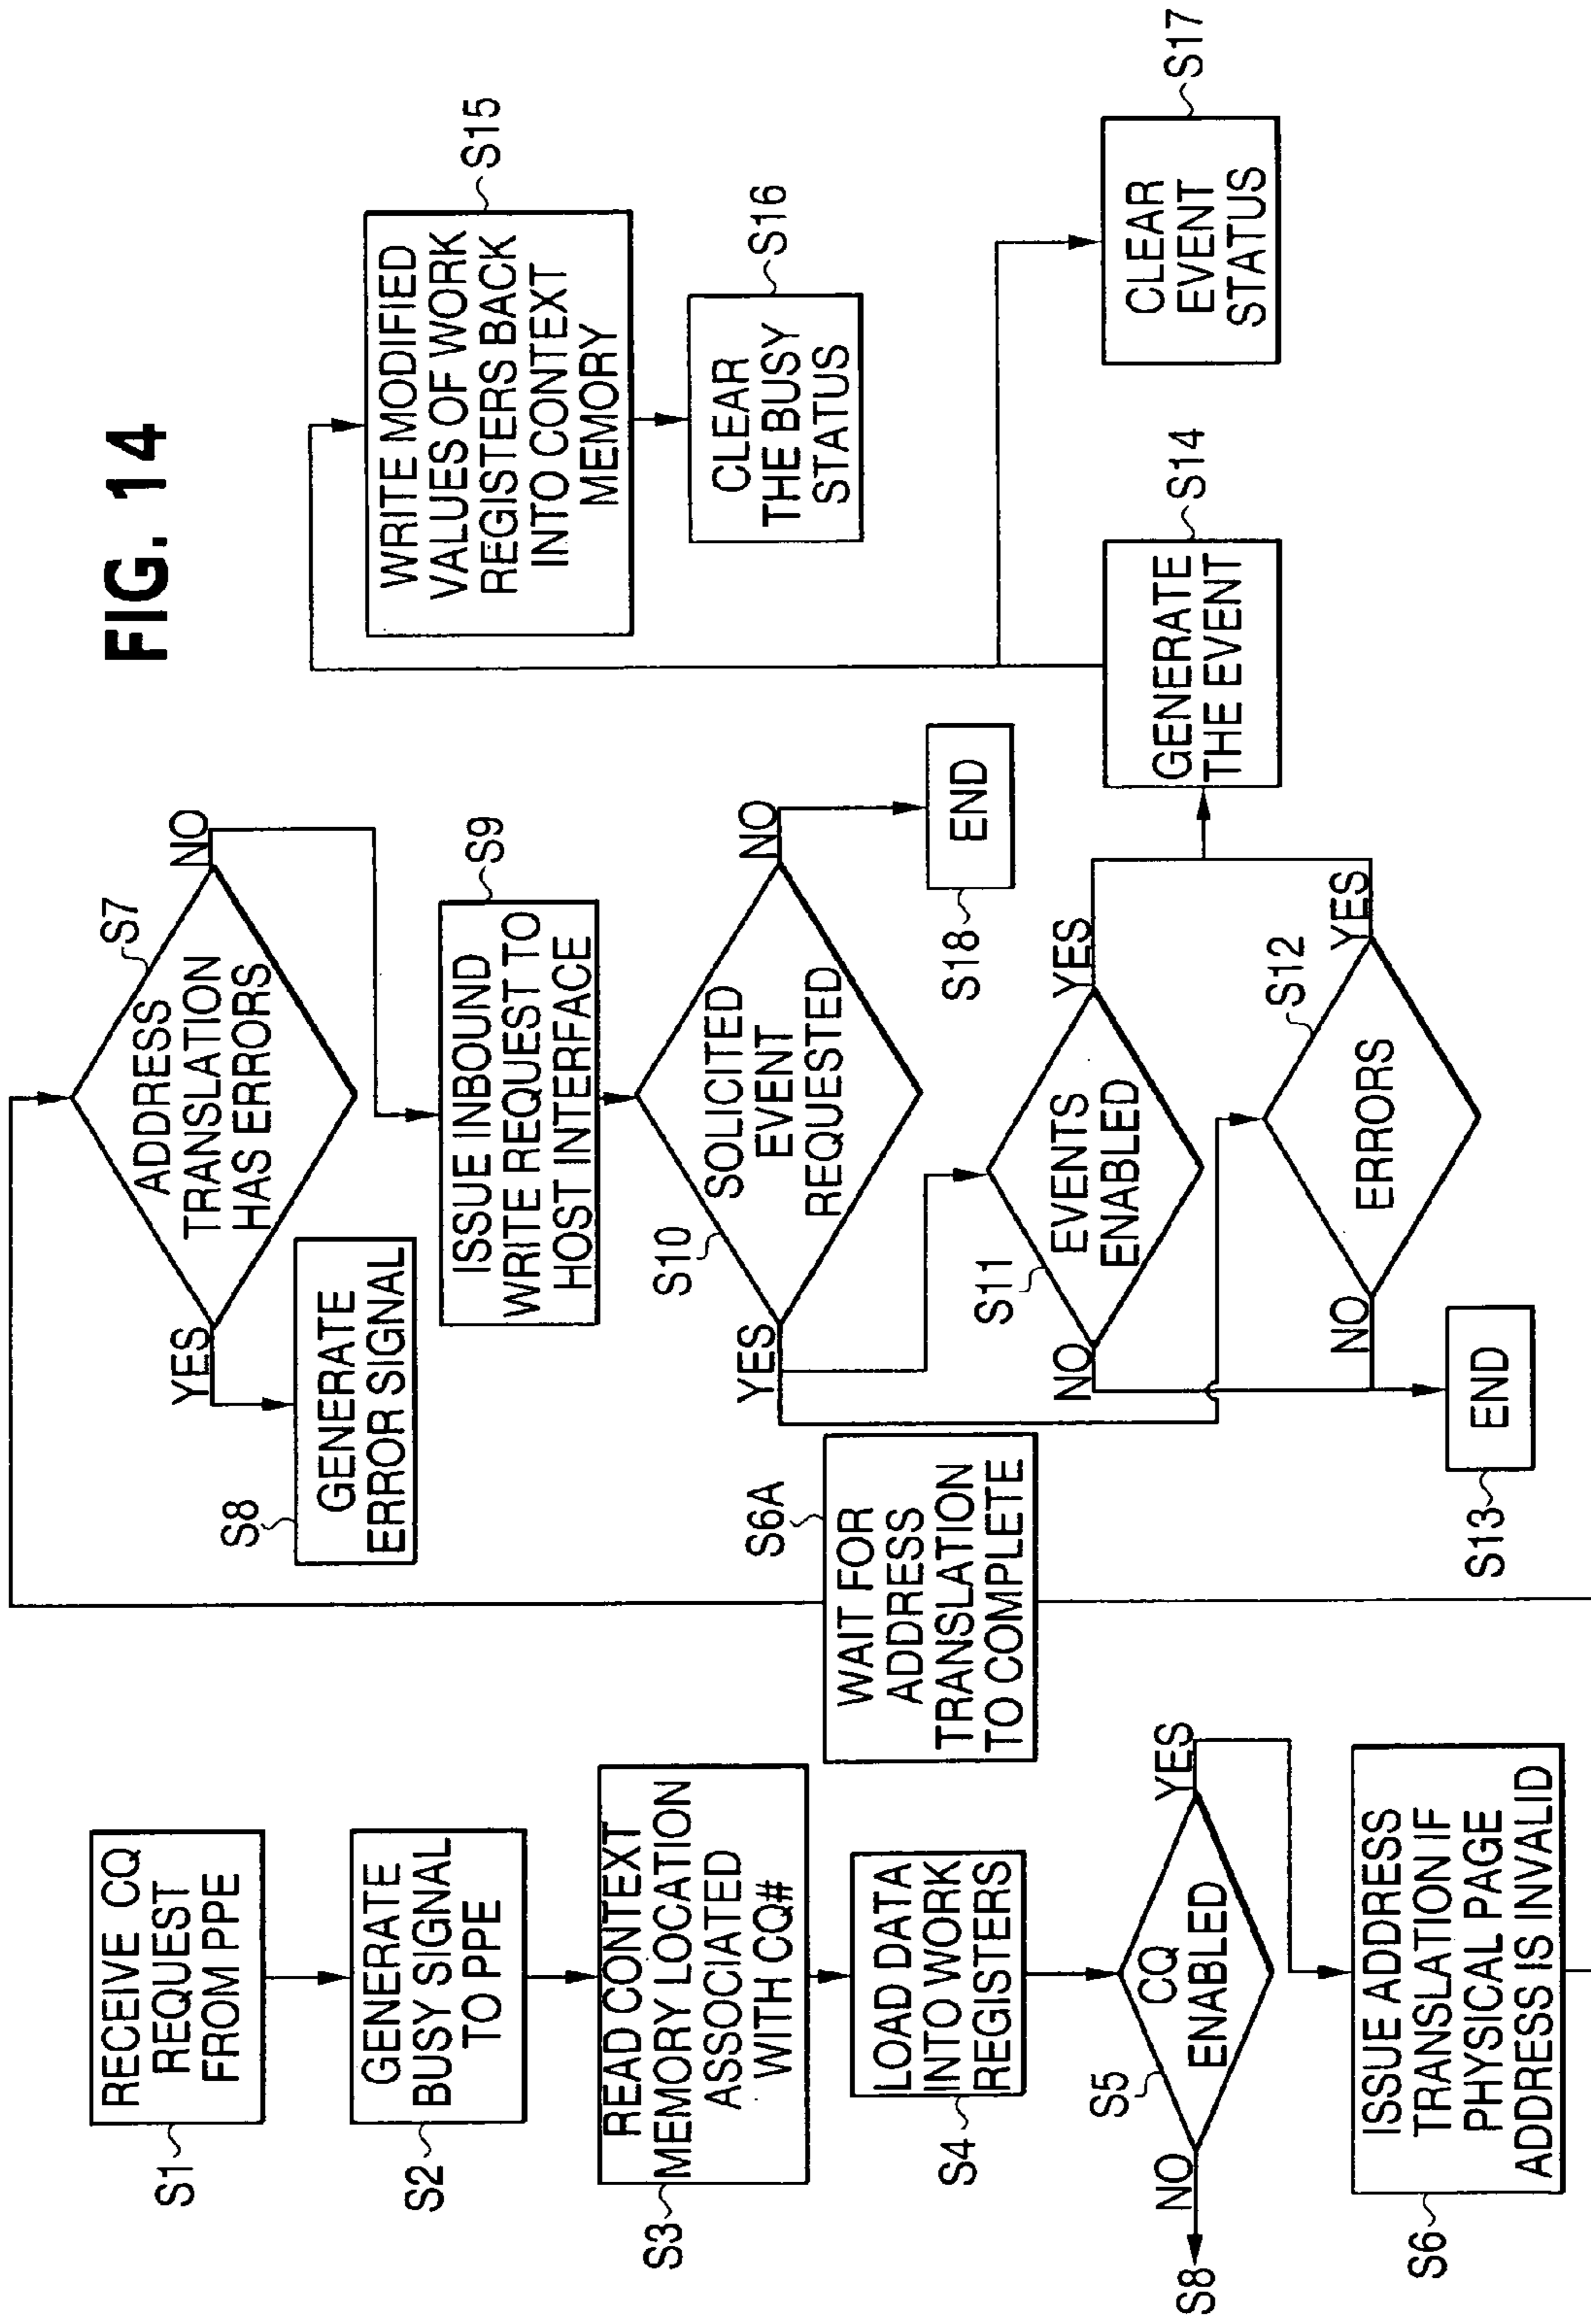 FIG. 14
RECEIVE CQ
REQUEST
FROM PPE
S1
GENERATE
BUSY SIGNAL
TO PPE
S2
READ CONTEXT
MEMORY LOCATION
ASSOCIATED
WITH CQ#
S3
LOAD DATA
INTO WORK
REGISTERS
S4
CQ
ENABLED
S5
NO
S8
YES
ISSUE ADDRESS
TRANSLATION IF
PHYSICAL PAGE
ADDRESS IS INVALID
S6
WAIT FOR
ADDRESS
TRANSLATION
TO COMPLETE
S6A
ADDRESS
TRANSLATION
HAS ERRORS
S7
YES
NO
GENERATE
ERROR SIGNAL
S8
ISSUE INBOUND
WRITE REQUEST TO
HOST INTERFACE
S9
SOLICITED
EVENT
REQUESTED
S10
YES
NO
END
S18
EVENTS
ENABLED
S11
NO
YES
ERRORS
S12
NO
YES
END
S13
GENERATE
THE EVENT
S14
WRITE MODIFIED
VALUES OF WORK
REGISTERS BACK
INTO CONTEXT
MEMORY
S15
CLEAR
THE BUSY
STATUS
S16
CLEAR
EVENT
STATUS
S17